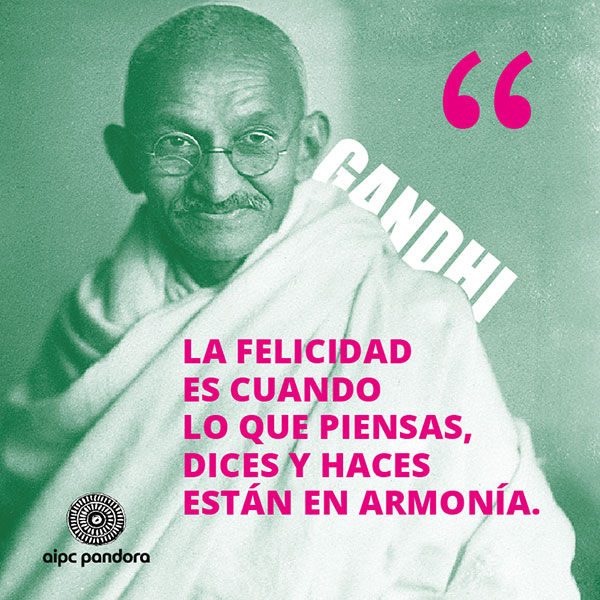 “
GANDHI
LA FELICIDAD
ES CUANDO
LO QUE PIENSAS,
DICES Y HACES
ESTÁN EN ARMONÍA.
aipc pandora